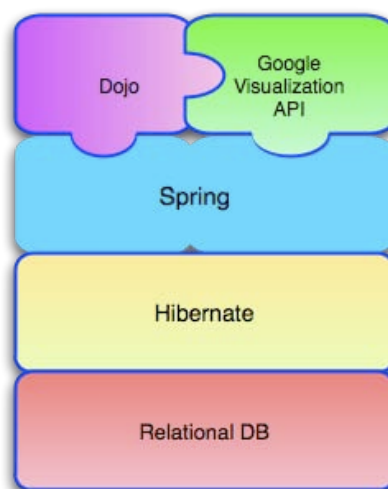 Dojo
Google
Visualization
API
Spring
Hibernate
Relational DB